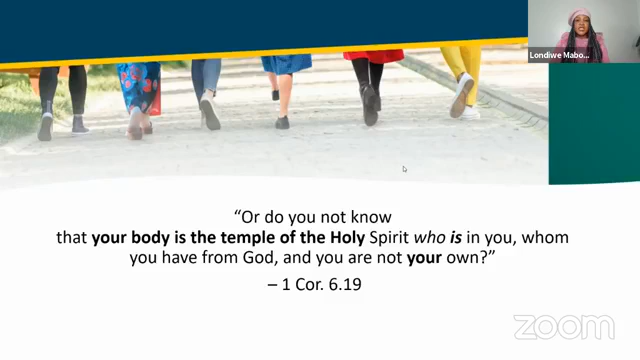 Londiwe Mabo...
“Or do you not know
that your body is the temple of the Holy Spirit who is in you, whom
you have from God, and you are not your own?”
– 1 Cor. 6.19
zoom